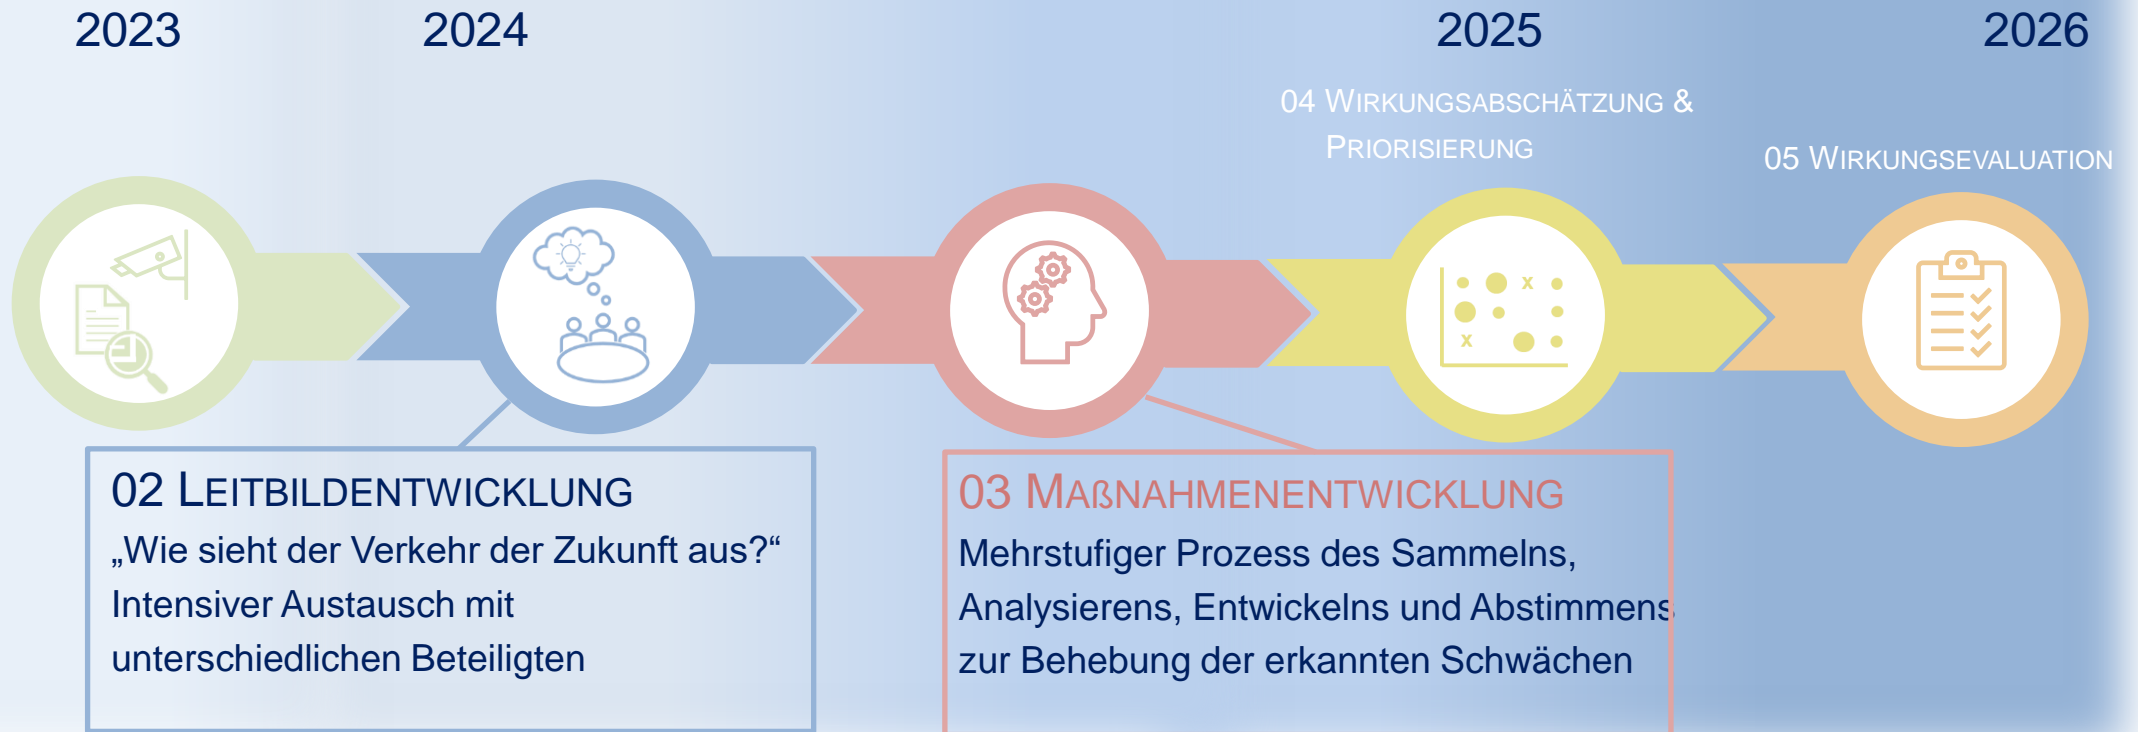 2023
2024
2025
2026
04 WIRKUNGSABSCHÄTZUNG &
PRIORISIERUNG
05 WIRKUNGSEVALUATION
x
x
02 LEITBILDENTWICKLUNG
„Wie sieht der Verkehr der Zukunft aus?“
Intensiver Austausch mit
unterschiedlichen Beteiligten
03 MAßNAHMENENTWICKLUNG
Mehrstufiger Prozess des Sammelns,
Analysierens, Entwickelns und Abstimmens
zur Behebung der erkannten Schwächen